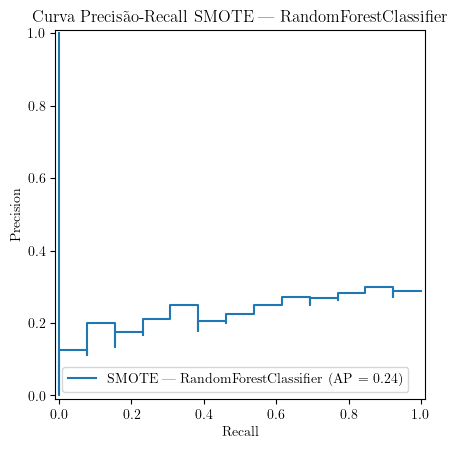 Curva Precisão-Recall SMOTE — RandomForestClassifier
1.0
0.8
0.6
0.4
0.2
0.0
Precision
SMOTE — RandomForestClassifier (AP = 0.24)
0.0 0.2 0.4 0.6 0.8 1.0
Recall